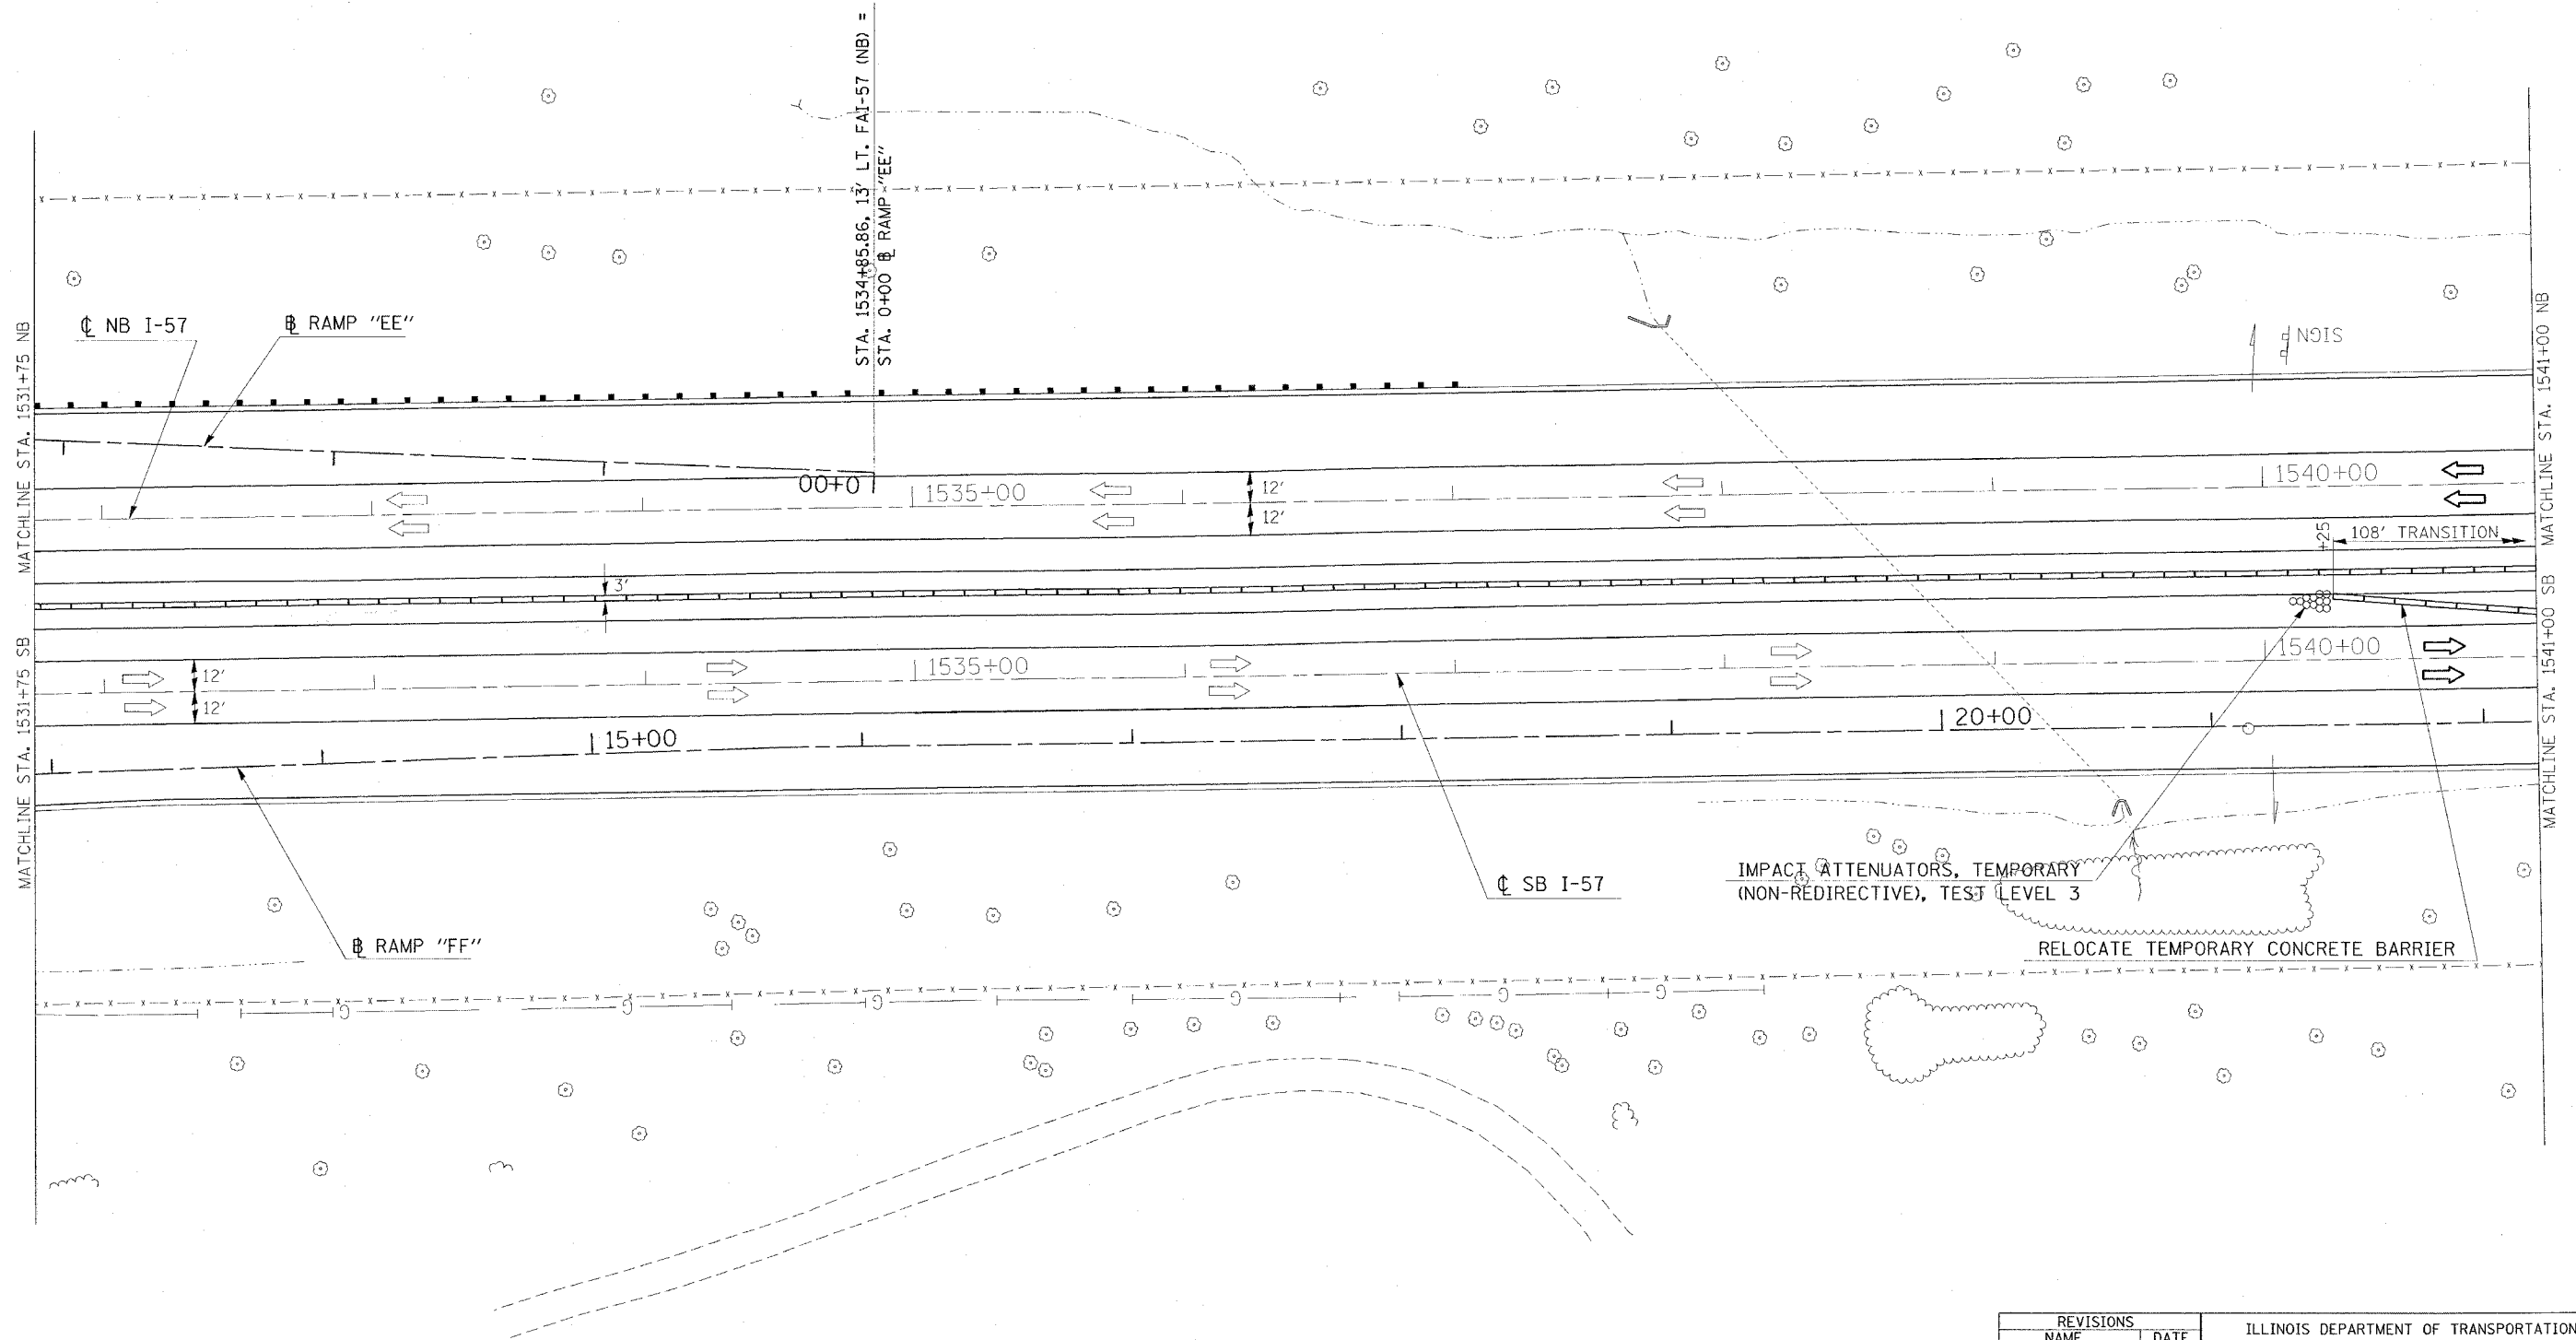 STA. 1534+85.86, 13' LT. FAI-57 (NB) =
STA. 0+00 ⅊ RAMP "EE"
℄ NB I-57
⅊ RAMP "EE"
SIGN
MATCHLINE STA. 1531+75 NB
MATCHLINE STA. 1541+00 NB
0+00
1535+00
12'
12'
1540+00
+25
108' TRANSITION
3'
MATCHLINE STA. 1531+75 SB
MATCHLINE STA. 1541+00 SB
12'
12'
1535+00
1540+00
15+00
20+00
℄ SB I-57
IMPACT ATTENUATORS, TEMPORARY
(NON-REDIRECTIVE), TEST LEVEL 3
⅊ RAMP "FF"
RELOCATE TEMPORARY CONCRETE BARRIER
G G G G G G
REVISIONS
NAME DATE
ILLINOIS DEPARTMENT OF TRANSPORTATION